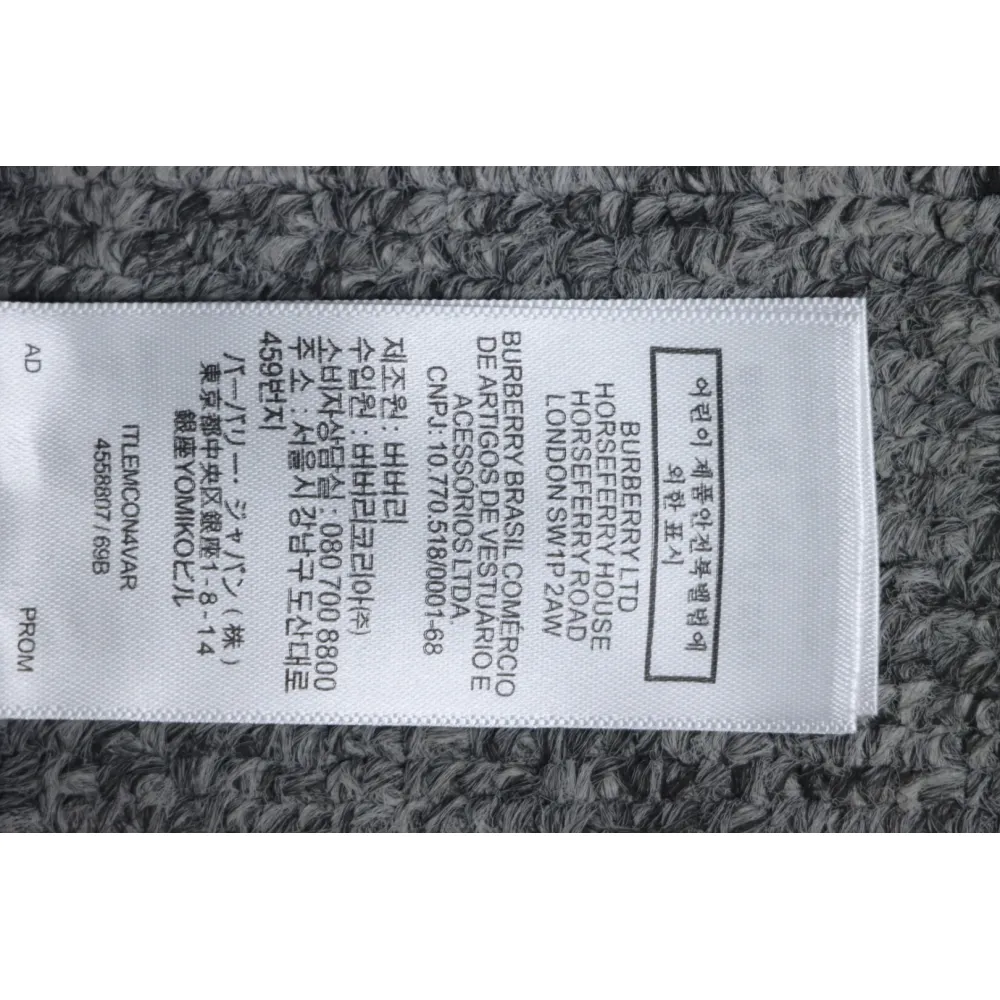 어린이 제품안전특별법에
의한 표시
BURBERRY LTD
HORSEFERRY HOUSE
HORSEFERRY ROAD
LONDON SW1P 2AW
BURBERRY BRASIL COMÉRCIO
DE ARTIGOS DE VESTUÁRIO E
ACESSÓRIOS LTDA.
CNPJ: 10.770.518/0001-68
제조원 : 버버리
수입원 : 버버리코리아(주)
소비자상담실 : 080 700 8800
주 소 : 서울시 강남구 도산대로
459번지
バーバリー・ジャパン(株)
東京都中央区銀座1-8-14
銀座YOMIKOビル
ITLEMCON4VAR
4558807 / 69B
AD PROM